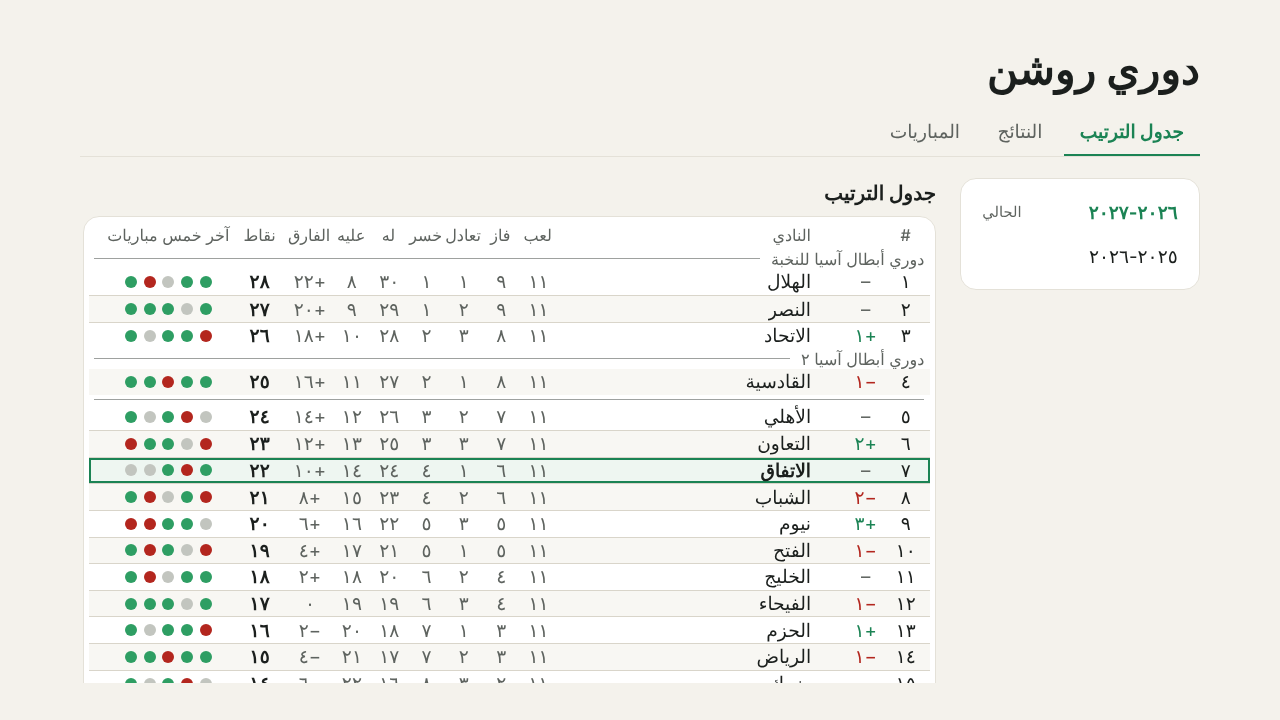 دوري روشن
جدول الترتيب النتائج المباريات
٢٠٢٦-٢٠٢٧ الحالي
٢٠٢٥-٢٠٢٦
جدول الترتيب
# النادي لعب فاز تعادل خسر له عليه الفارق نقاط آخر خمس مباريات
دوري أبطال آسيا للنخبة
١ – الهلال ١١ ٩ ١ ١ ٣٠ ٨ +٢٢ ٢٨
٢ – النصر ١١ ٩ ٢ ١ ٢٩ ٩ +٢٠ ٢٧
٣ +١ الاتحاد ١١ ٨ ٣ ٢ ٢٨ ١٠ +١٨ ٢٦
دوري أبطال آسيا ٢
٤ –١ القادسية ١١ ٨ ١ ٢ ٢٧ ١١ +١٦ ٢٥
٥ – الأهلي ١١ ٧ ٢ ٣ ٢٦ ١٢ +١٤ ٢٤
٦ +٢ التعاون ١١ ٧ ٣ ٣ ٢٥ ١٣ +١٢ ٢٣
٧ – الاتفاق ١١ ٦ ١ ٤ ٢٤ ١٤ +١٠ ٢٢
٨ –٢ الشباب ١١ ٦ ٢ ٤ ٢٣ ١٥ +٨ ٢١
٩ +٣ نيوم ١١ ٥ ٣ ٥ ٢٢ ١٦ +٦ ٢٠
١٠ –١ الفتح ١١ ٥ ١ ٥ ٢١ ١٧ +٤ ١٩
١١ – الخليج ١١ ٤ ٢ ٦ ٢٠ ١٨ +٢ ١٨
١٢ –١ الفيحاء ١١ ٤ ٣ ٦ ١٩ ١٩ ٠ ١٧
١٣ +١ الحزم ١١ ٣ ١ ٧ ١٨ ٢٠ –٢ ١٦
١٤ –١ الرياض ١١ ٣ ٢ ٧ ١٧ ٢١ –٤ ١٥